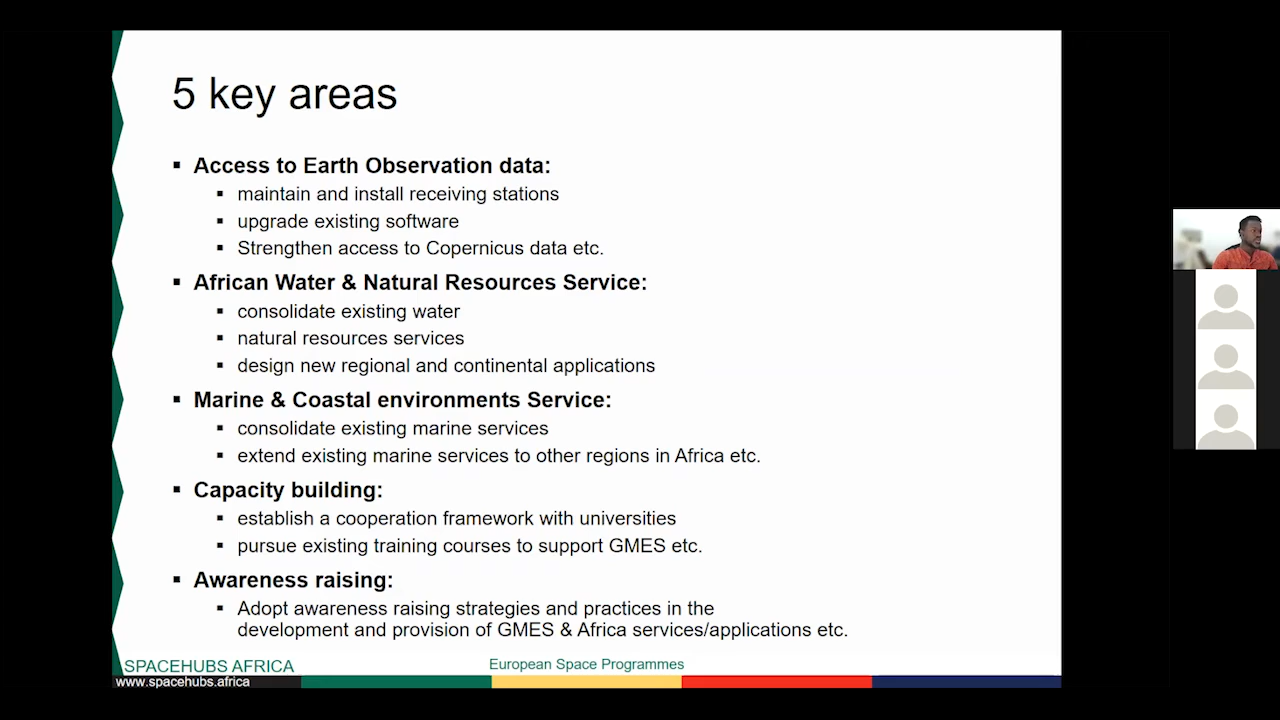 5 key areas
▪ Access to Earth Observation data:
▪ maintain and install receiving stations
▪ upgrade existing software
▪ Strengthen access to Copernicus data etc.
▪ African Water & Natural Resources Service:
▪ consolidate existing water
▪ natural resources services
▪ design new regional and continental applications
▪ Marine & Coastal environments Service:
▪ consolidate existing marine services
▪ extend existing marine services to other regions in Africa etc.
▪ Capacity building:
▪ establish a cooperation framework with universities
▪ pursue existing training courses to support GMES etc.
▪ Awareness raising:
▪ Adopt awareness raising strategies and practices in the
development and provision of GMES & Africa services/applications etc.
SPACEHUBS AFRICA
European Space Programmes
www.spacehubs.africa